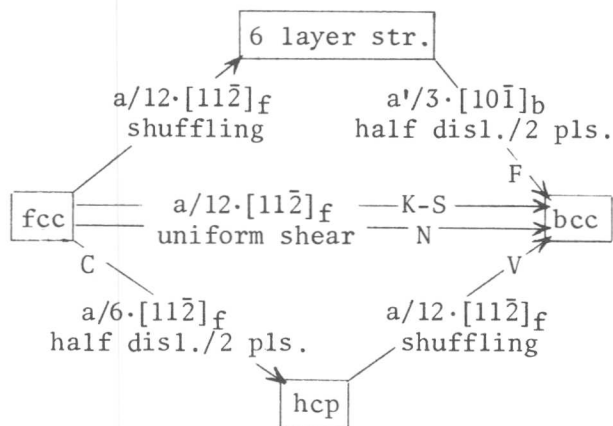 6 layer str.
a/12·[112̄]f
shuffling
a'/3·[101̄]b
half disl./2 pls.
F
fcc
a/12·[112̄]f
uniform shear
K-S
N
bcc
C
V
a/6·[112̄]f
half disl./2 pls.
a/12·[112̄]f
shuffling
hcp